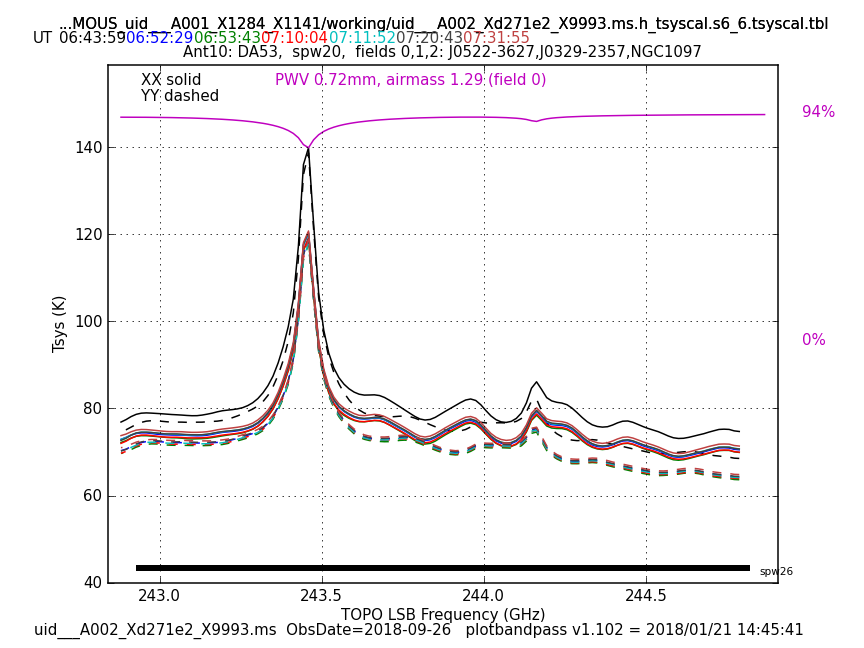 ...MOUS_uid___A001_X1284_X1141/working/uid___A002_Xd271e2_X9993.ms.h_tsyscal.s6_6.tsyscal.tbl
UT 06:43:59 06:52:29 06:53:43 07:10:04 07:11:52 07:20:43 07:31:55
Ant10: DA53, spw20, fields 0,1,2: J0522-3627,J0329-2357,NGC1097
XX solid PWV 0.72mm, airmass 1.29 (field 0)
YY dashed
94%
140
120
100
80
60
40
0%
Tsys (K)
spw26
243.0 243.5 244.0 244.5
TOPO LSB Frequency (GHz)
uid___A002_Xd271e2_X9993.ms ObsDate=2018-09-26 plotbandpass v1.102 = 2018/01/21 14:45:41